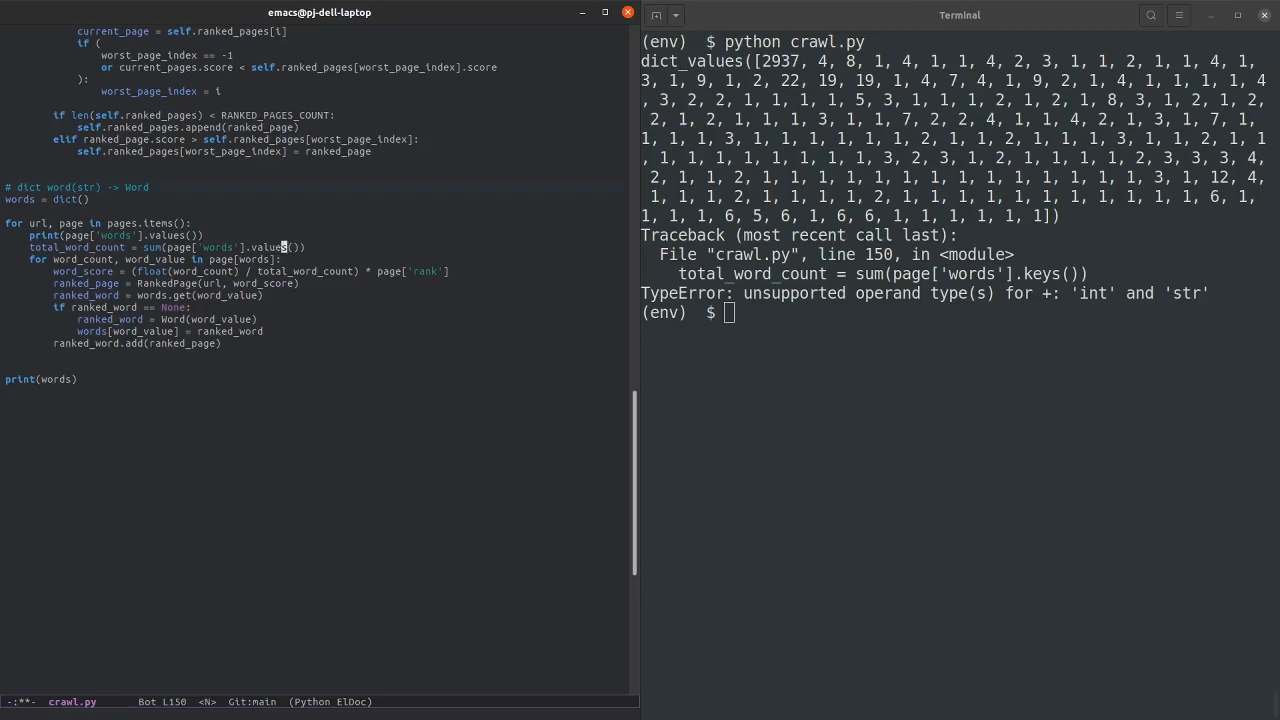 emacs@pj-dell-laptop
current_page = self.ranked_pages[i]
if (
worst_page_index == -1
or current_pages.score < self.ranked_pages[worst_page_index].score
):
worst_page_index = i
if len(self.ranked_pages) < RANKED_PAGES_COUNT:
self.ranked_pages.append(ranked_page)
elif ranked_page.score > self.ranked_pages[worst_page_index]:
self.ranked_pages[worst_page_index] = ranked_page
# dict word(str) -> Word
words = dict()
for url, page in pages.items():
print(page['words'].values())
total_word_count = sum(page['words'].values())
for word_count, word_value in page[words]:
word_score = (float(word_count) / total_word_count) * page['rank']
ranked_page = RankedPage(url, word_score)
ranked_word = words.get(word_value)
if ranked_word == None:
ranked_word = Word(word_value)
words[word_value] = ranked_word
ranked_word.add(ranked_page)
print(words)
-:**- crawl.py Bot L150 <N> Git:main (Python ElDoc)
Terminal
(env) $ python crawl.py
dict_values([2937, 4, 8, 1, 4, 1, 1, 4, 2, 3, 1, 1, 2, 1, 1, 4, 1,
3, 1, 9, 1, 2, 22, 19, 19, 1, 4, 7, 4, 1, 9, 2, 1, 4, 1, 1, 1, 1, 4
, 3, 2, 2, 1, 1, 1, 1, 5, 3, 1, 1, 1, 2, 1, 2, 1, 8, 3, 1, 2, 1, 2,
2, 1, 2, 1, 1, 1, 3, 1, 1, 7, 2, 2, 4, 1, 1, 4, 2, 1, 3, 1, 7, 1,
1, 1, 1, 3, 1, 1, 1, 1, 1, 1, 2, 1, 1, 2, 1, 1, 1, 3, 1, 1, 2, 1, 1
, 1, 1, 1, 1, 1, 1, 1, 1, 3, 2, 3, 1, 2, 1, 1, 1, 1, 2, 3, 3, 3, 4,
2, 1, 1, 2, 1, 1, 1, 1, 1, 1, 1, 1, 1, 1, 1, 1, 1, 1, 3, 1, 12, 4,
1, 1, 1, 1, 2, 1, 1, 1, 1, 1, 2, 1, 1, 1, 1, 1, 1, 1, 1, 1, 1, 6, 1,
1, 1, 1, 6, 5, 6, 1, 6, 6, 1, 1, 1, 1, 1, 1])
Traceback (most recent call last):
File "crawl.py", line 150, in <module>
total_word_count = sum(page['words'].keys())
TypeError: unsupported operand type(s) for +: 'int' and 'str'
(env) $